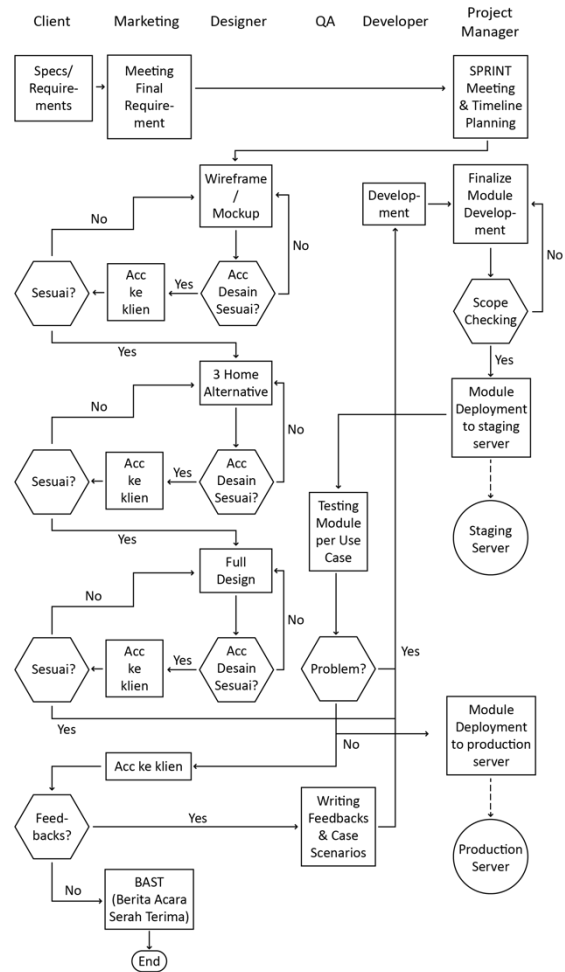 Client
Marketing
Designer
QA
Developer
Project
Manager
Specs/
Require-
ments
Meeting
Final
Require-
ment
SPRINT
Meeting
& Timeline
Planning
Wireframe
/
Mockup
No
No
Sesuai?
Acc
ke
klien
Yes
Acc
Desain
Sesuai?
Yes
Develop-
ment
Finalize
Module
Develop-
ment
No
Scope
Checking
Yes
3 Home
Alternative
No
No
Sesuai?
Acc
ke
klien
Yes
Acc
Desain
Sesuai?
Yes
Module
Deployment
to staging
server
Testing
Module
per Use
Case
Staging
Server
Full
Design
No
No
Sesuai?
Acc
ke
klien
Yes
Acc
Desain
Sesuai?
Yes
Problem?
Yes
No
Module
Deployment
to production
server
Acc ke klien
Feed-
backs?
Yes
Writing
Feedbacks
& Case
Scenarios
Production
Server
No
BAST
(Berita Acara
Serah Terima)
End